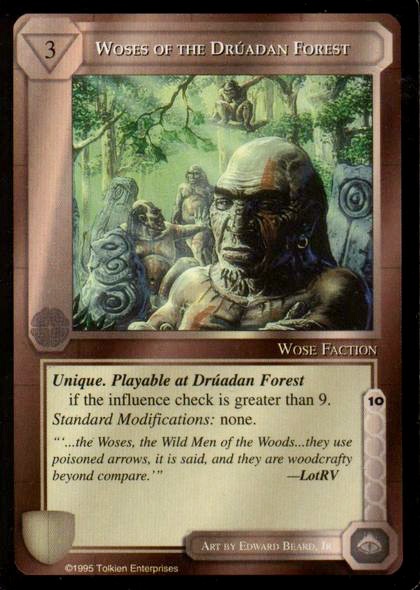 3
WOSES OF THE DRÚADAN FOREST
WOSE FACTION
Unique. Playable at Drúadan Forest
if the influence check is greater than 9.
Standard Modifications: none.
“‘...the Woses, the Wild Men of the Woods...they use
poisoned arrows, it is said, and they are woodcrafty
beyond compare.’” —LotRV
10
ART BY EDWARD BEARD, JR.
©1995 Tolkien Enterprises